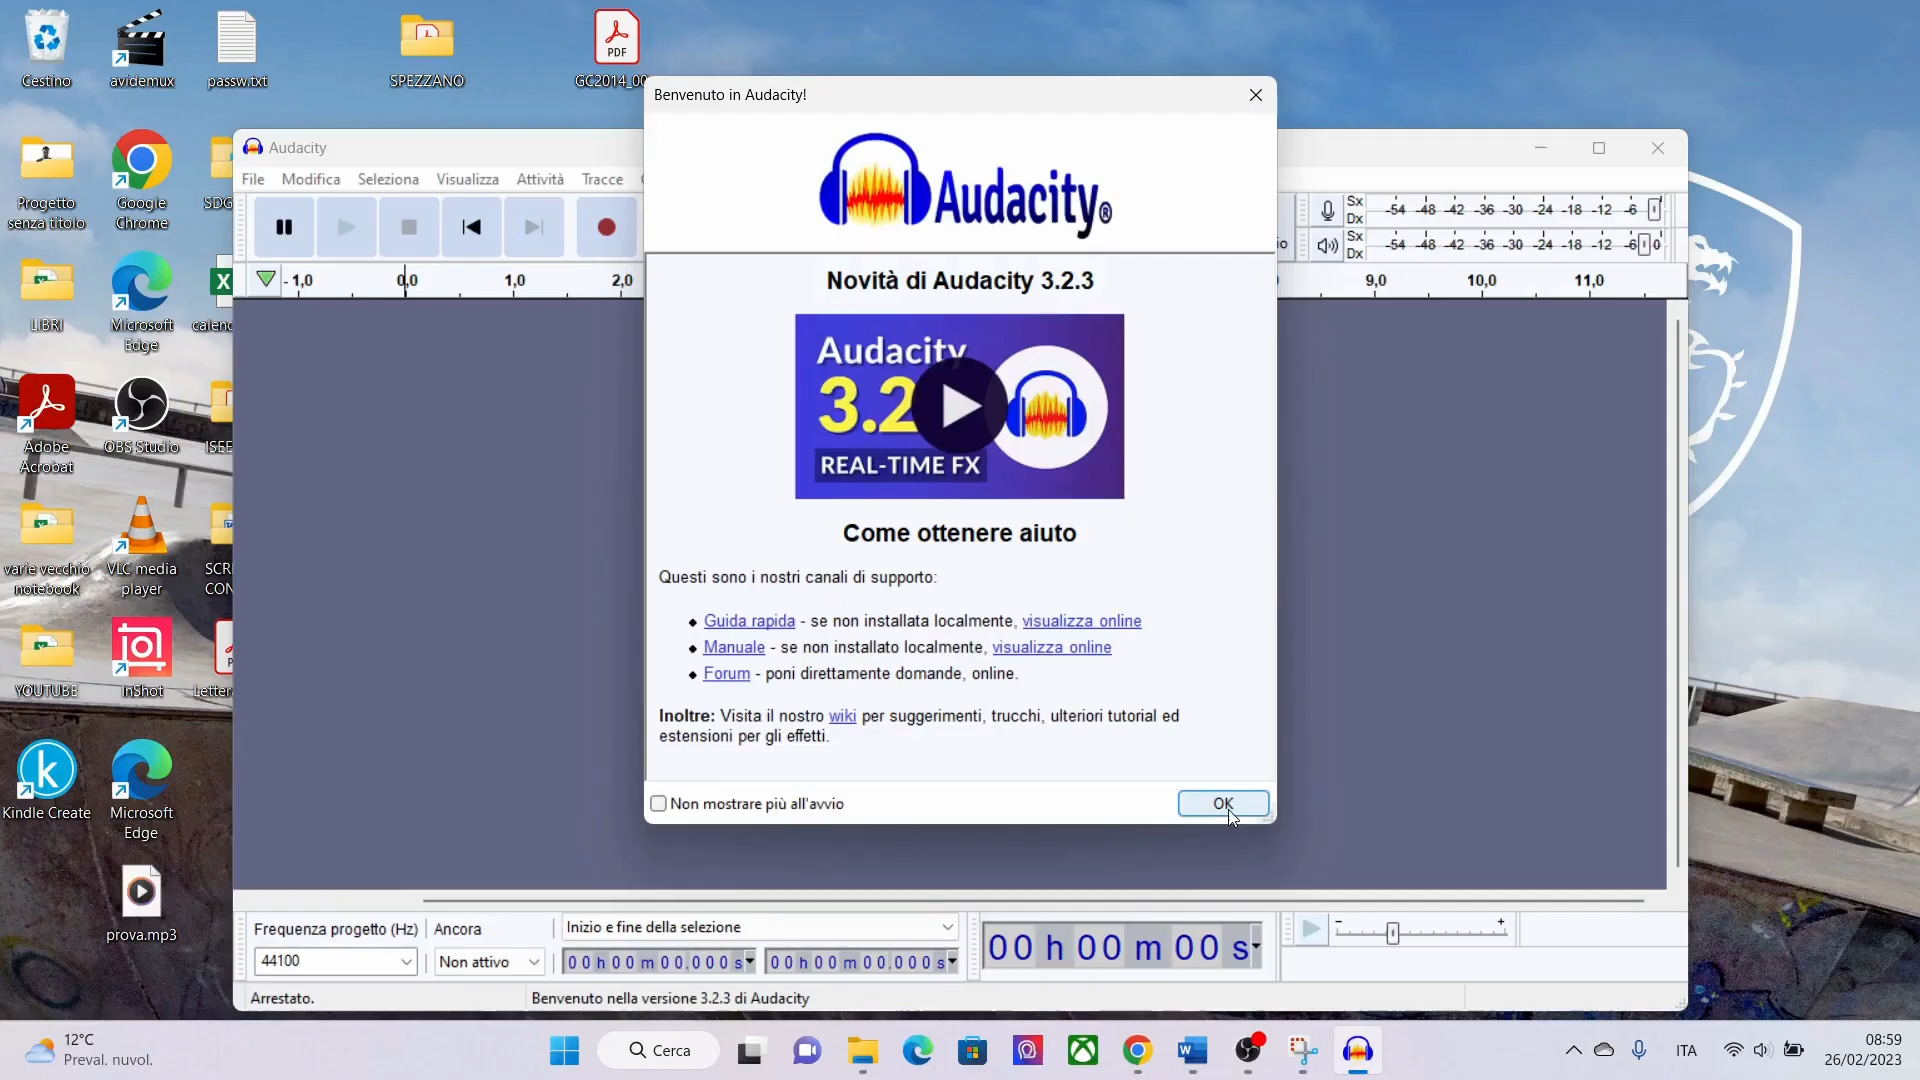 Cestino
avidemux
passw.txt
SPEZZANO
PDF
GC2014_00
Progetto
senza titolo
Google
Chrome
SDG
LIBRI
Microsoft
Edge
calend
Adobe
Acrobat
OBS Studio
ISEE
varie vecchio
notebook
VLC media
player
SCR
CON
YOUTUBE
InShot
Letter
Kindle Create
Microsoft
Edge
prova.mp3
Audacity
File Modifica Seleziona Visualizza Attività Tracce
Sx -54 -48 -42 -36 -30 -24 -18 -12 -6
Dx
Sx -54 -48 -42 -36 -30 -24 -18 -12 -6 0
Dx
-1,0 0,0 1,0 2,0 9,0 10,0 11,0
Benvenuto in Audacity!
Audacity®
Novità di Audacity 3.2.3
Audacity
3.2
REAL-TIME FX
Come ottenere aiuto
Questi sono i nostri canali di supporto:
Guida rapida - se non installata localmente, visualizza online
Manuale - se non installato localmente, visualizza online
Forum - poni direttamente domande, online.
Inoltre: Visita il nostro wiki per suggerimenti, trucchi, ulteriori tutorial ed
estensioni per gli effetti.
Non mostrare più all'avvio
OK
Frequenza progetto (Hz)
Ancora
Inizio e fine della selezione
44100
Non attivo
00 h 00 m 00.000 s
00 h 00 m 00.000 s
00 h 00 m 00 s
- +
Arrestato.
Benvenuto nella versione 3.2.3 di Audacity
12°C
Preval. nuvol.
Cerca
ITA
08:59
26/02/2023